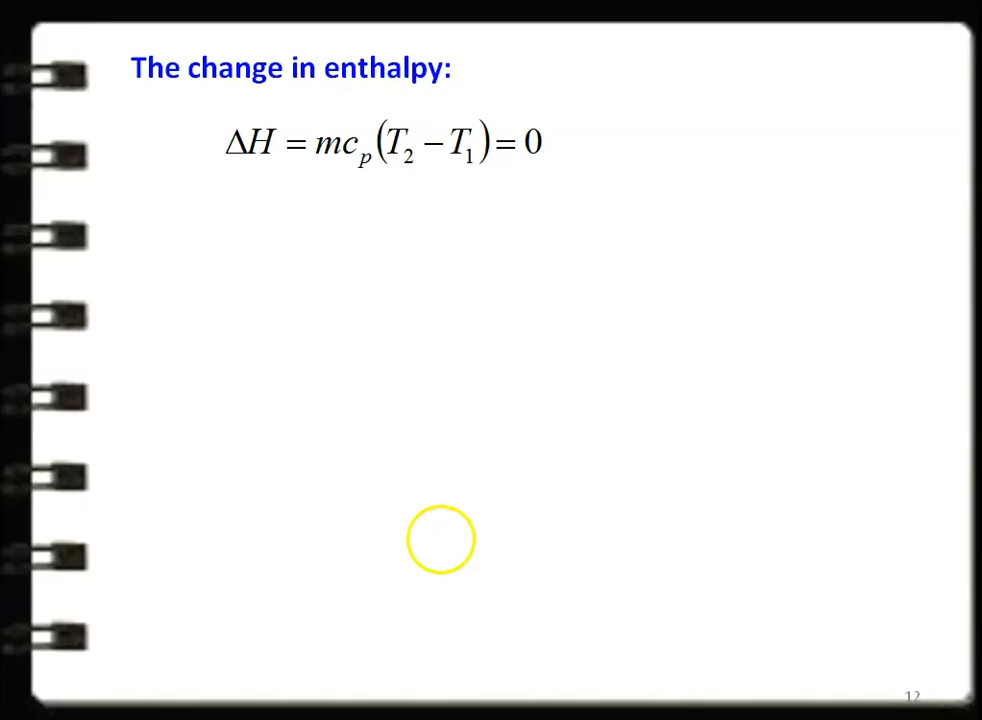 The change in enthalpy:
ΔH = mc_p(T_2 − T_1) = 0
12